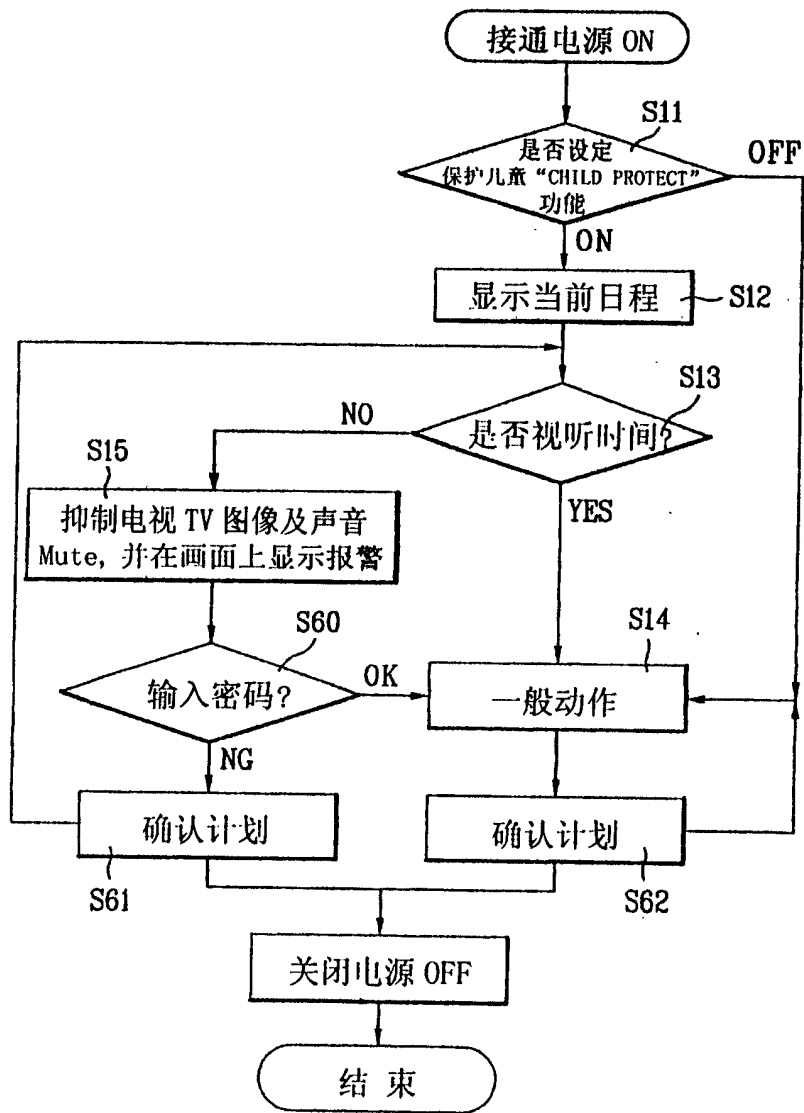 接通电源 ON
S11
是否设定
保护儿童“CHILD PROTECT”
功能
OFF
ON
显示当前日程
S12
S13
是否视听时间?
NO
YES
S15
抑制电视 TV 图像及声音
Mute, 并在画面上显示报警
S60
输入密码?
OK
S14
一般动作
NG
确认计划
S61
确认计划
S62
关闭电源 OFF
结 束